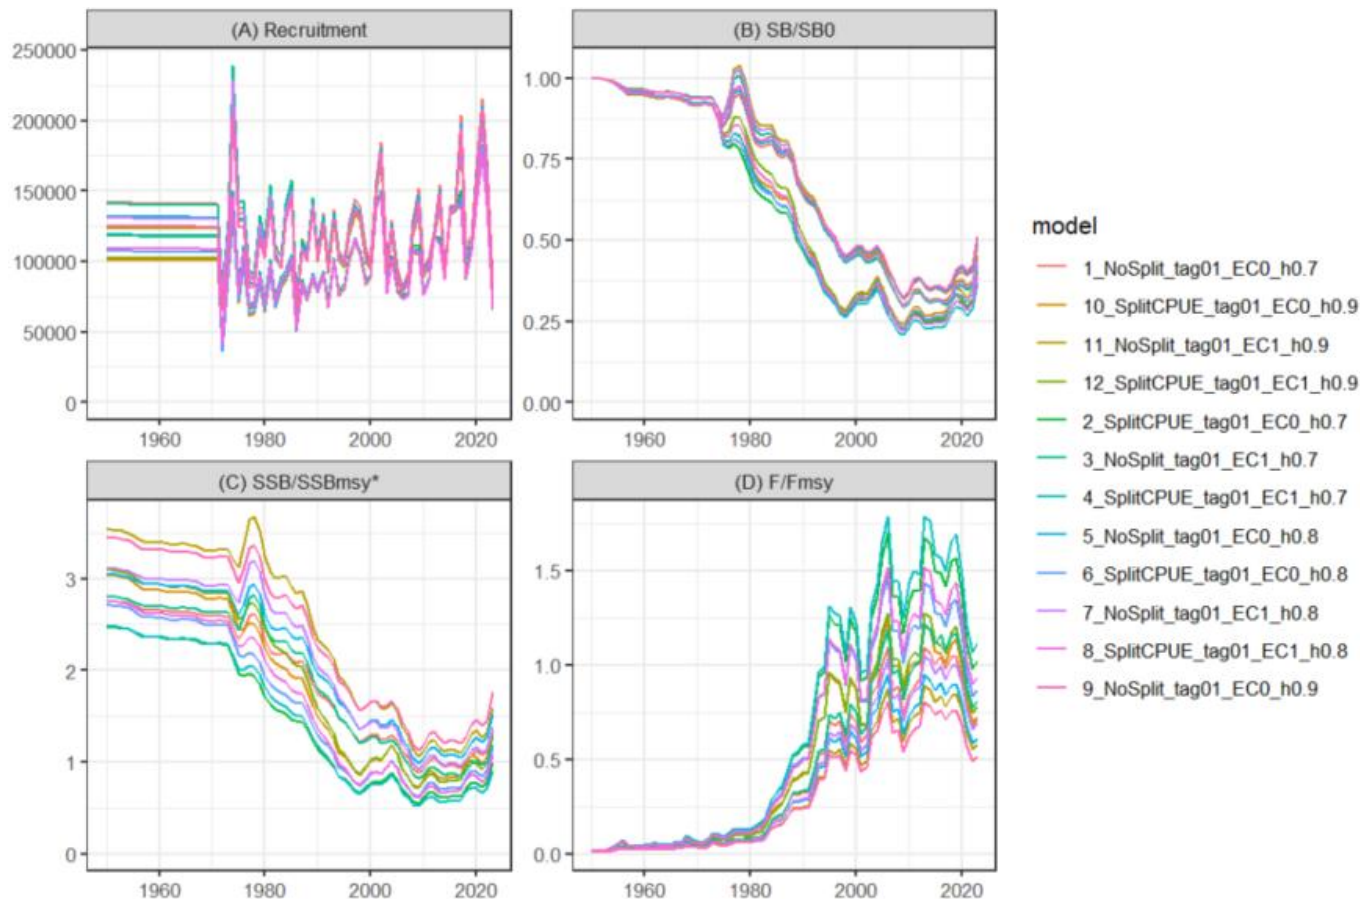 (A) Recruitment
250000
200000
150000
100000
50000
0
1960 1980 2000 2020
(B) SB/SB0
1.00
0.75
0.50
0.25
0.00
1960 1980 2000 2020
(C) SSB/SSBmsy*
3
2
1
0
1960 1980 2000 2020
(D) F/Fmsy
1.5
1.0
0.5
0.0
1960 1980 2000 2020
model
1_NoSplit_tag01_EC0_h0.7
10_SplitCPUE_tag01_EC0_h0.9
11_NoSplit_tag01_EC1_h0.9
12_SplitCPUE_tag01_EC1_h0.9
2_SplitCPUE_tag01_EC0_h0.7
3_NoSplit_tag01_EC1_h0.7
4_SplitCPUE_tag01_EC1_h0.7
5_NoSplit_tag01_EC0_h0.8
6_SplitCPUE_tag01_EC0_h0.8
7_NoSplit_tag01_EC1_h0.8
8_SplitCPUE_tag01_EC1_h0.8
9_NoSplit_tag01_EC0_h0.9